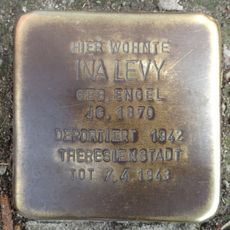 HIER WOHNTE
INA LEVY
GEB. ENGEL
JG. 1870
DEPORTIERT 1942
THERESIENSTADT
TOT 7.4.1943